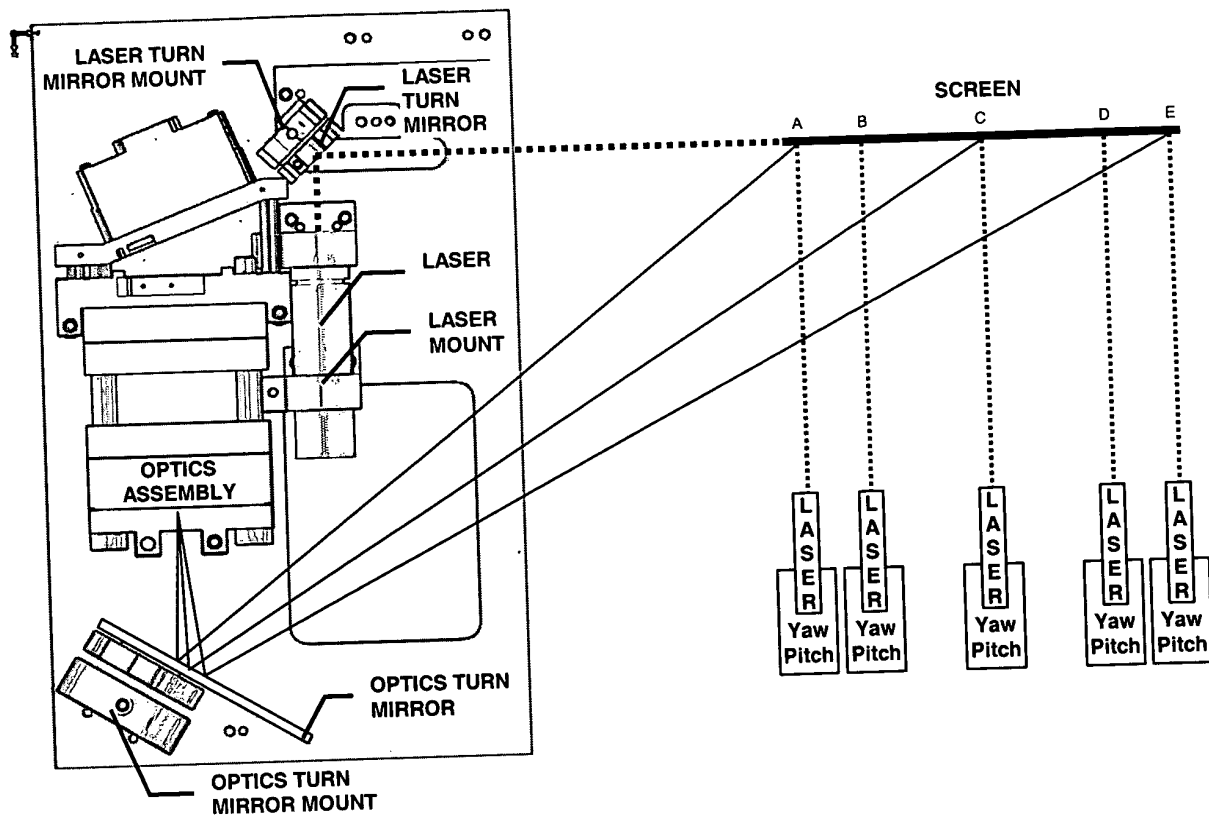 LASER TURN
MIRROR MOUNT
LASER
TURN
MIRROR
SCREEN
A B C D E
LASER
LASER
MOUNT
OPTICS
ASSEMBLY
LASER LASER LASER LASER LASER
Yaw Yaw Yaw Yaw Yaw
Pitch Pitch Pitch Pitch Pitch
OPTICS TURN
MIRROR
OPTICS TURN
MIRROR MOUNT